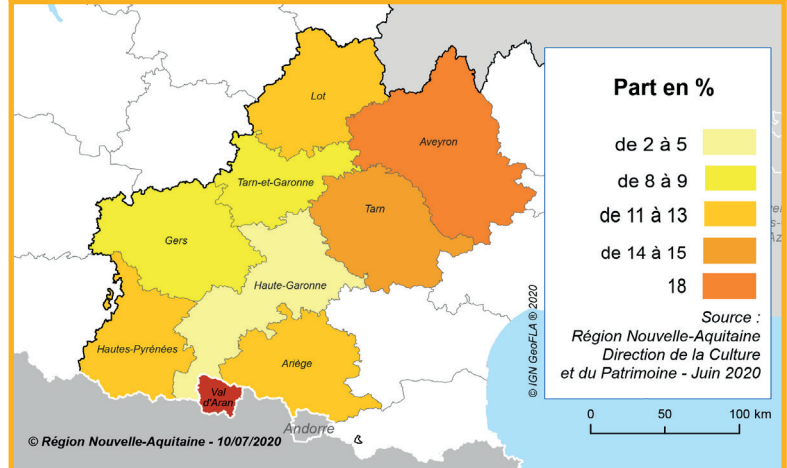 Lot
Aveyron
Tarn-et-Garonne
Tarn
Gers
Haute-Garonne
Hautes-Pyrénées
Ariège
Val
d'Aran
Andorre
© Région Nouvelle-Aquitaine - 10/07/2020
© IGN GeoFLA ® 2020
Part en %
de 2 à 5
de 8 à 9
de 11 à 13
de 14 à 15
18
Source :
Région Nouvelle-Aquitaine
Direction de la Culture
et du Patrimoine - Juin 2020
0 50 100 km